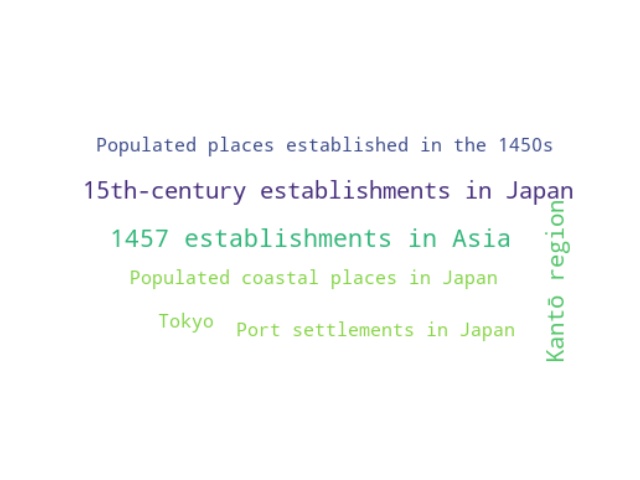 Populated places established in the 1450s
15th-century establishments in Japan
1457 establishments in Asia
Populated coastal places in Japan
Tokyo
Port settlements in Japan
Kantō region